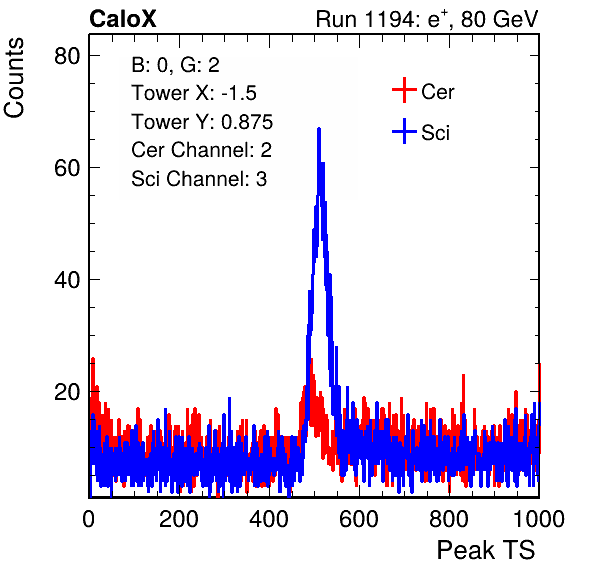 CaloX
Run 1194: e+, 80 GeV
Counts
80
60
40
20
B: 0, G: 2
Tower X: -1.5
Tower Y: 0.875
Cer Channel: 2
Sci Channel: 3
Cer
Sci
0 200 400 600 800 1000
Peak TS